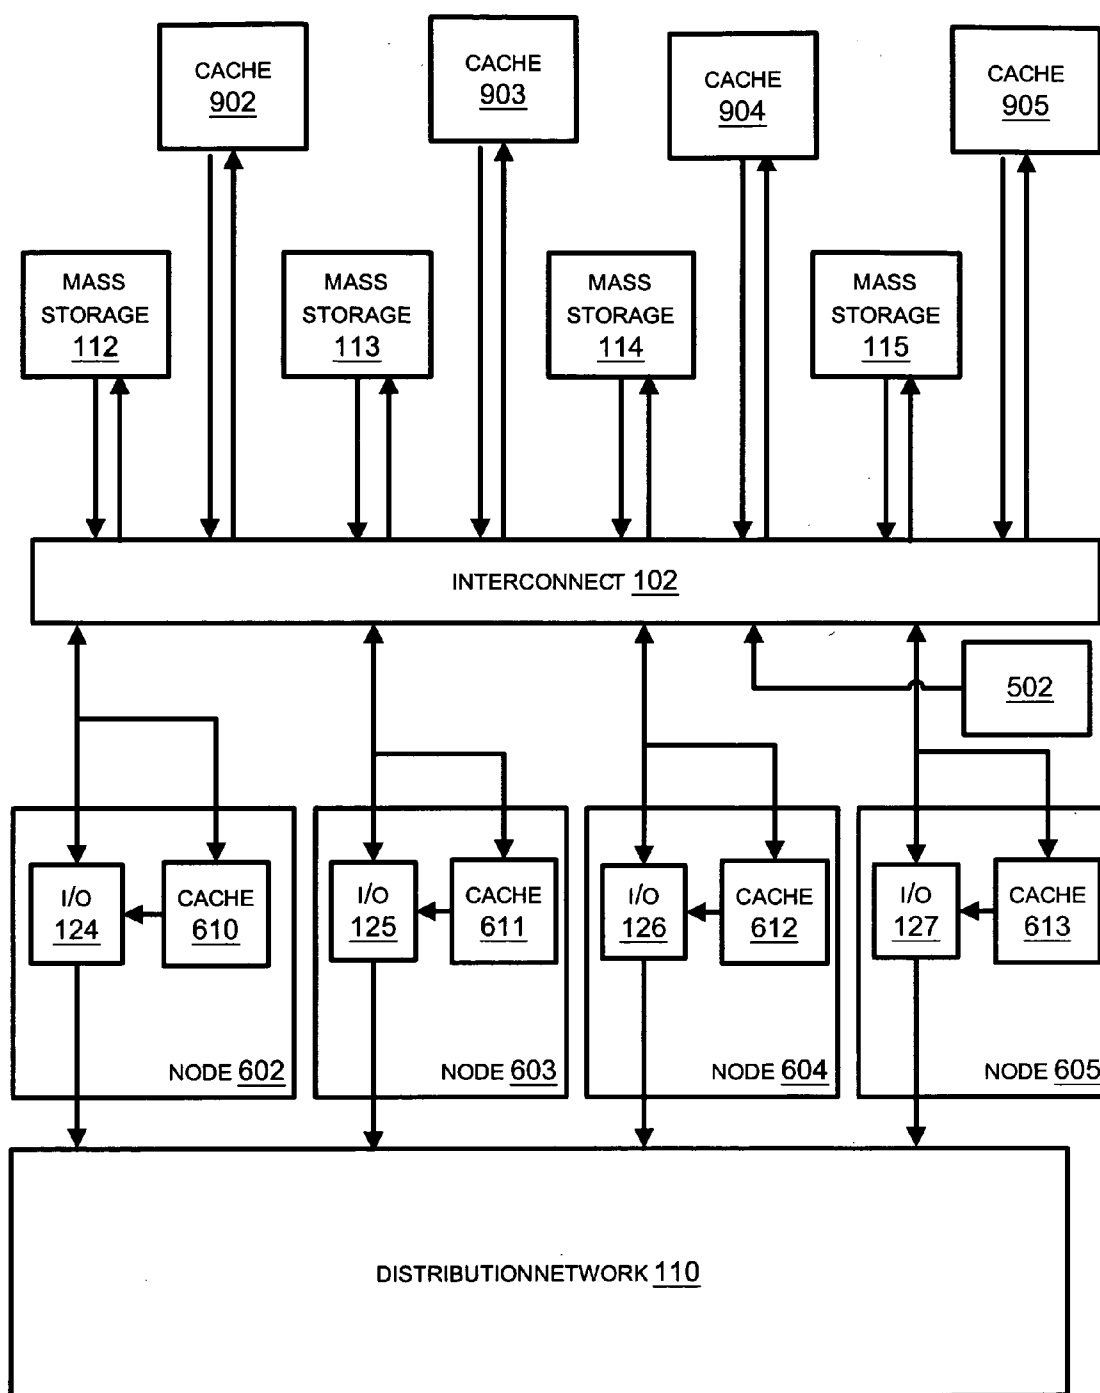 CACHE
902
CACHE
903
CACHE
904
CACHE
905
MASS
STORAGE
112
MASS
STORAGE
113
MASS
STORAGE
114
MASS
STORAGE
115
INTERCONNECT 102
502
I/O
124
CACHE
610
NODE 602
I/O
125
CACHE
611
NODE 603
I/O
126
CACHE
612
NODE 604
I/O
127
CACHE
613
NODE 605
DISTRIBUTIONNETWORK 110